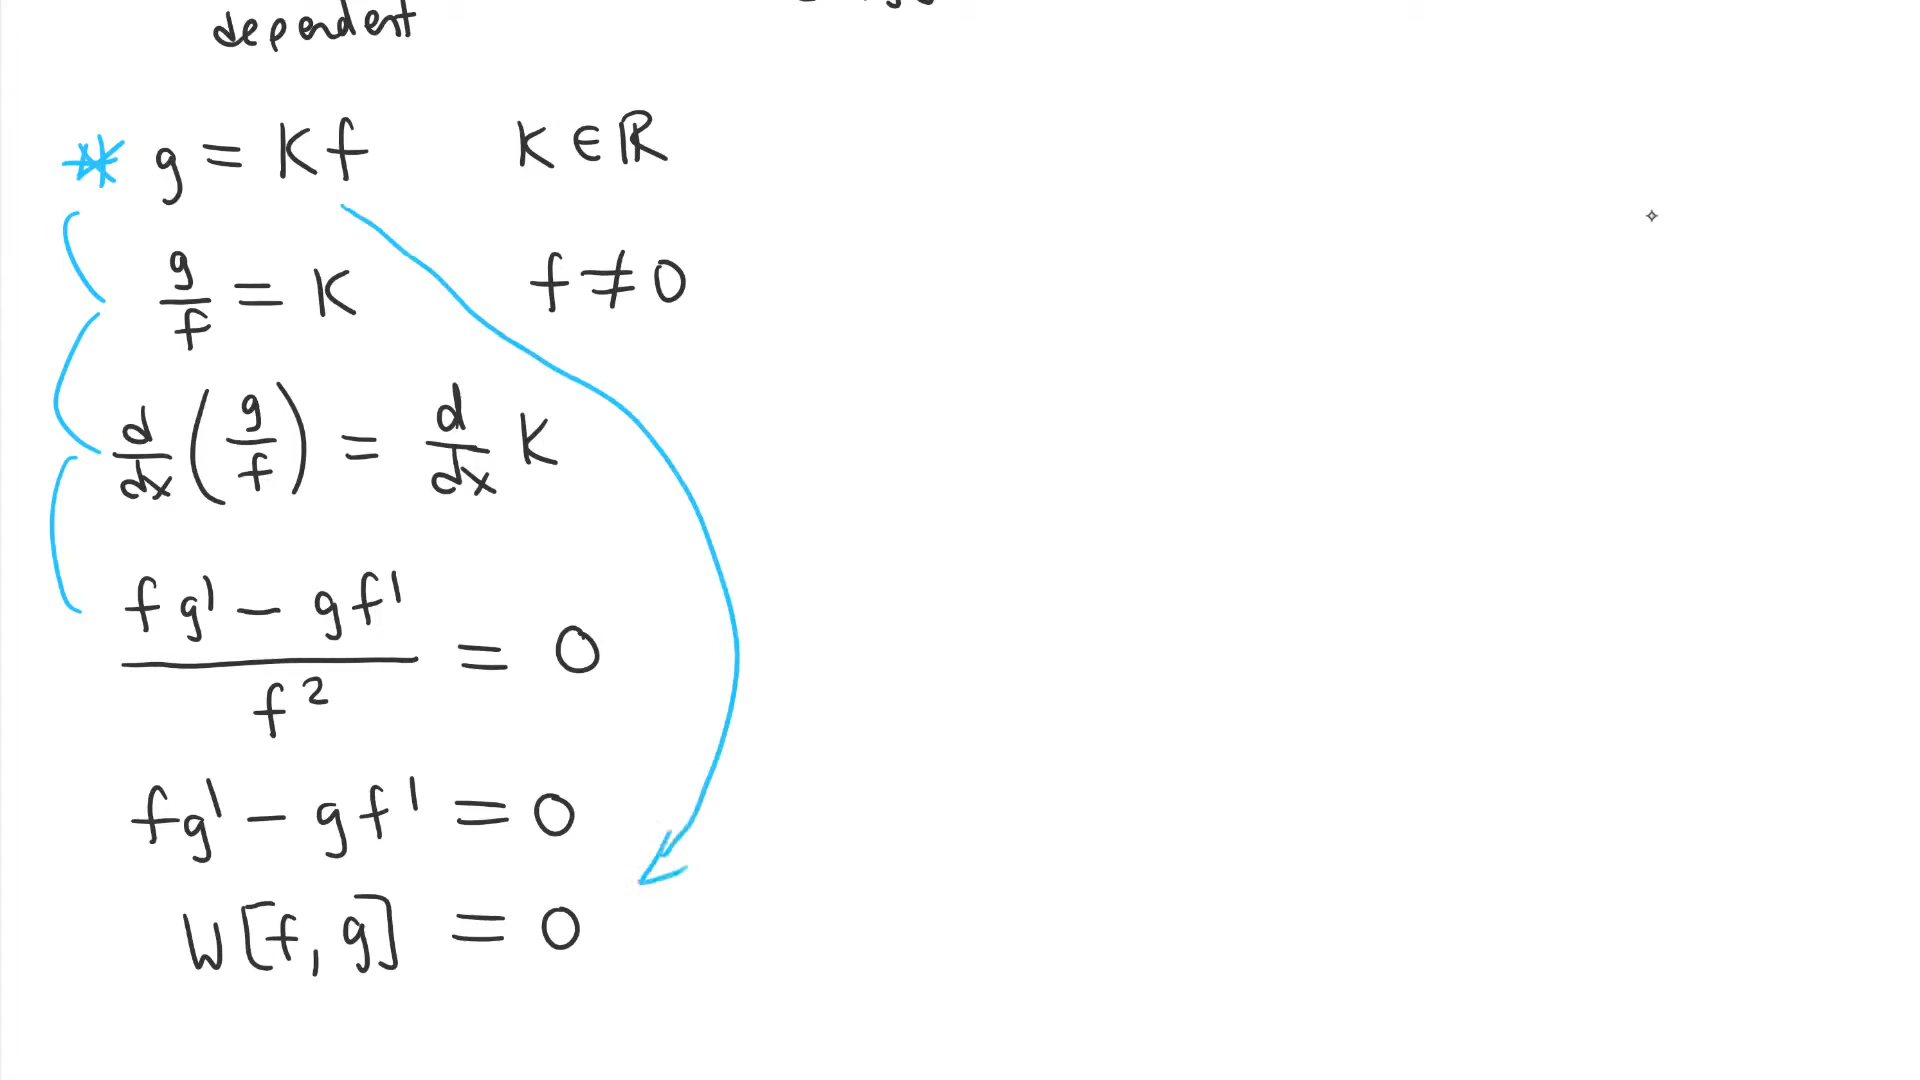 dependent
* g = Kf K ∈ ℝ
g/f = K f ≠ 0
d/dx (g/f) = d/dx K
(fg' - gf')/f² = 0
fg' - gf' = 0
W[f, g] = 0